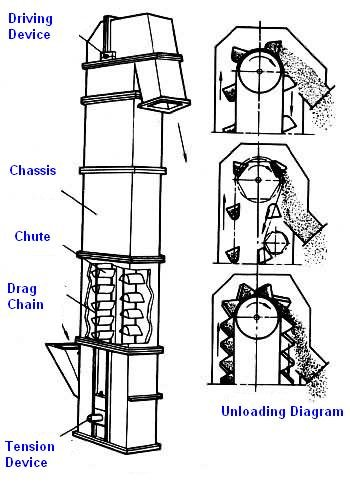 Driving
Device
Chassis
Chute
Drag
Chain
Tension
Device
Unloading Diagram